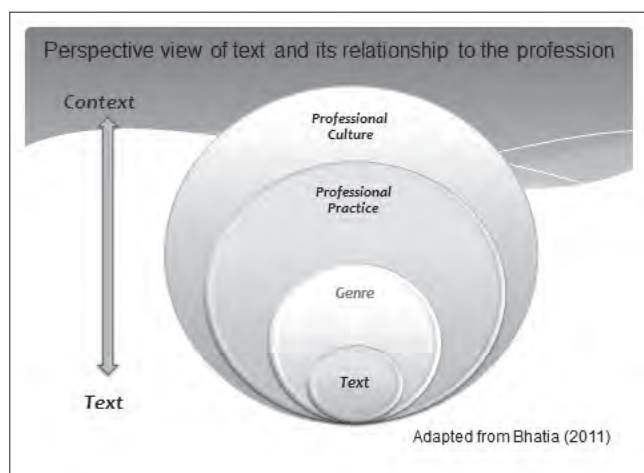 Perspective view of text and its relationship to the profession
Context
Professional
Culture
Professional
Practice
Genre
Text
Text
Adapted from Bhatia (2011)